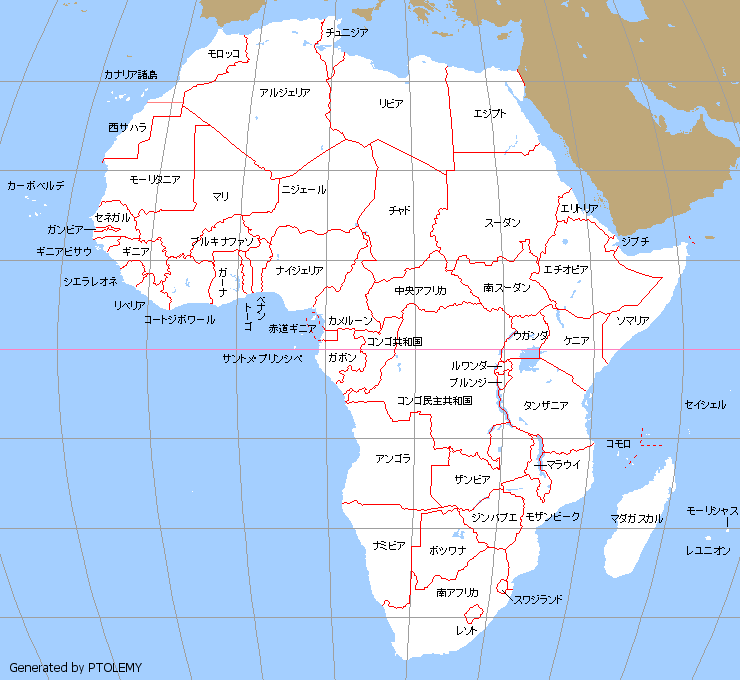 チュニジア
モロッコ
カナリア諸島
アルジェリア
リビア
エジプト
西サハラ
モーリタニア
カーボベルデ
マリ
ニジェール
チャド
スーダン
エリトリア
セネガル
ガンビア
ギニアビサウ
ギニア
ブルキナファソ
ジブチ
シエラレオネ
ガーナ
ナイジェリア
中央アフリカ
南スーダン
エチオピア
リベリア
コートジボワール
トーゴ
ベナン
赤道ギニア
カメルーン
コンゴ共和国
ウガンダ
ケニア
ソマリア
サントメ・プリンシペ
ガボン
ルワンダ
ブルンジ
コンゴ民主共和国
タンザニア
セイシェル
アンゴラ
ザンビア
マラウイ
コモロ
ナミビア
ボツワナ
ジンバブエ
モザンビーク
マダガスカル
モーリシャス
レユニオン
南アフリカ
スワジランド
レソト
Generated by PTOLEMY